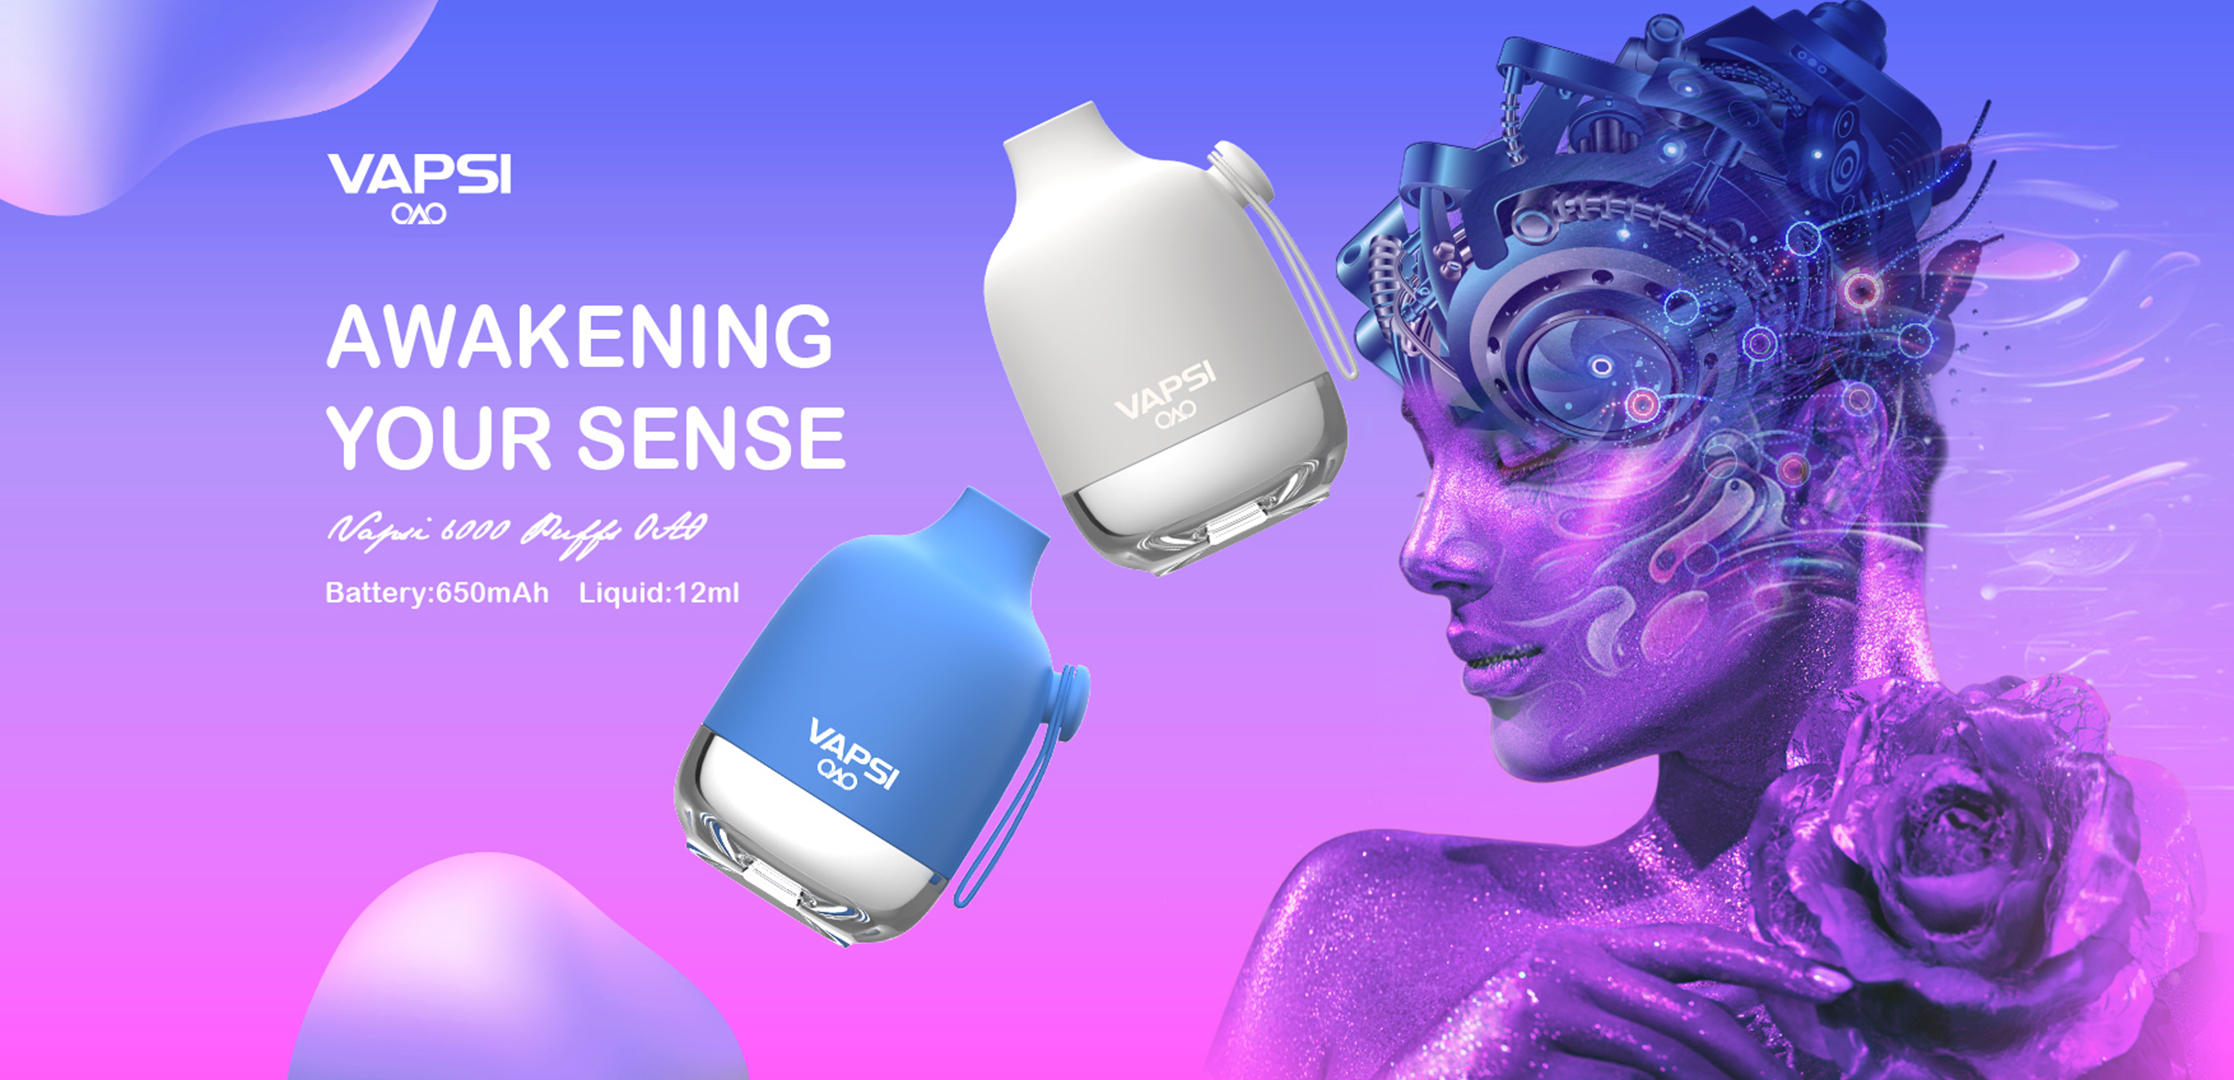 VAPSI
OAO
AWAKENING
YOUR SENSE
Vapsi 6000 Puffs OAO
Battery:650mAh Liquid:12ml
VAPSI
OAO
VAPSI
OAO